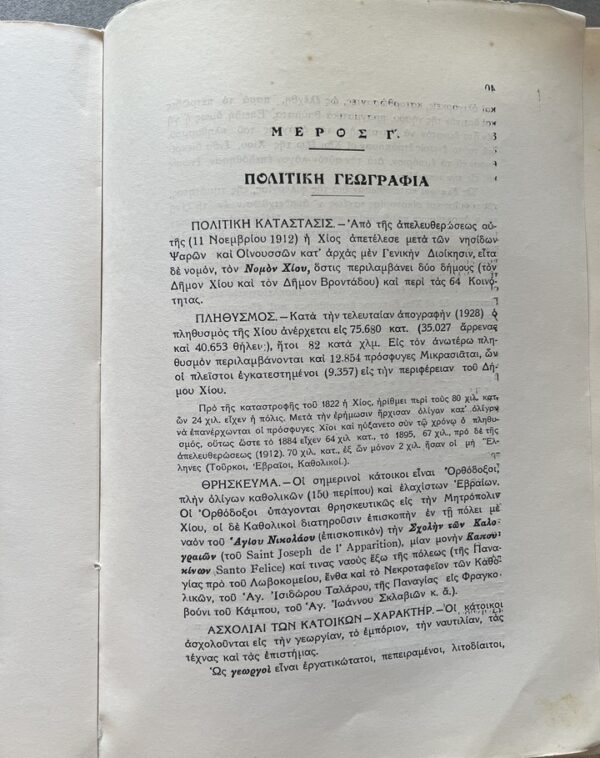 ΜΕΡΟΣ Γ΄.
ΠΟΛΙΤΙΚΗ ΓΕΩΓΡΑΦΙΑ
ΠΟΛΙΤΙΚΗ ΚΑΤΑΣΤΑΣΙΣ.—Ἀπὸ τῆς ἀπελευθερώσεως αὐ-
τῆς (11 Νοεμβρίου 1912) ἡ Χίος ἀπετέλεσε μετὰ τῶν νησίδων
Ψαρῶν καὶ Οἰνουσσῶν κατ' ἀρχὰς μὲν Γενικὴν Διοίκησιν, εἶτα
δὲ νομόν, τὸν Νομὸν Χίου, ὅστις περιλαμβάνει δύο δήμους (τὸν
Δῆμον Χίου καὶ τὸν Δῆμον Βροντάδου) καὶ περὶ τὰς 64 Κοινό-
τητας.
ΠΛΗΘΥΣΜΟΣ.—Κατὰ τὴν τελευταίαν ἀπογραφὴν (1928) ὁ
πληθυσμὸς τῆς Χίου ἀνέρχεται εἰς 75.680 κατ. (35.027 ἄρρενας
καὶ 40.653 θήλεις), ἤτοι 82 κατὰ χλμ. Εἰς τὸν ἀνωτέρω πλη-
θυσμὸν περιλαμβάνονται καὶ 12.854 πρόσφυγες Μικρασιᾶται, ὧν
οἱ πλεῖστοι ἐγκατεστημένοι (9.357) εἰς τὴν περιφέρειαν τοῦ Δή-
μου Χίου.
Πρὸ τῆς καταστροφῆς τοῦ 1822 ἡ Χίος, ἠρίθμει περὶ τοὺς 80 χιλ. κατ.
ὧν 24 χιλ. εἶχεν ἡ πόλις. Μετὰ τὴν ἐρήμωσιν ἤρχισαν ὀλίγον κατ' ὀλίγον
νὰ ἐπανέρχωνται οἱ πρόσφυγες Χῖοι καὶ ηὔξανετο σὺν τῷ χρόνῳ ὁ πληθυ-
σμός, οὕτως ὥστε τὸ 1884 εἶχεν 64 χιλ. κατ., τὸ 1895, 67 χιλ., πρὸ δὲ τῆς
ἀπελευθερώσεως (1912). 70 χιλ. κατ., ἐξ ὧν μόνον 2 χιλ. ἦσαν οἱ μὴ Ἕλ-
ληνες (Τοῦρκοι, Ἑβραῖοι, Καθολικοί).
ΘΡΗΣΚΕΥΜΑ.—Οἱ σημερινοὶ κάτοικοι εἶναι Ὀρθόδοξοι,
πλὴν ὀλίγων καθολικῶν (150 περίπου) καὶ ἐλαχίστων Ἑβραίων.
Οἱ Ὀρθόδοξοι ὑπάγονται θρησκευτικῶς εἰς τὴν Μητρόπολιν
Χίου, οἱ δὲ Καθολικοὶ διατηροῦσιν ἐπισκοπὴν ἐν τῇ πόλει μὲ
ναὸν τοῦ Ἁγίου Νικολάου (ἐπισκοπικὸν) τὴν Σχολὴν τῶν Καλο-
γραιῶν (τοῦ Saint Joseph de l' Apparition), μίαν μονὴν Καπου-
κίνων Santo Felice) καὶ τινας ναοὺς ἔξω τῆς πόλεως (τῆς Πανα-
γίας πρὸ τοῦ Λωβοκομείου, ἔνθα καὶ τὸ Νεκροταφεῖον τῶν Καθο-
λικῶν, τοῦ Ἁγ. Ἰσιδώρου Ταλάρου, τῆς Παναγίας εἰς Φραγκο-
βούνι τοῦ Κάμπου, τοῦ Ἁγ. Ἰωάννου Σκλαβιῶν κ. ἄ.).
ΑΣΧΟΛΙΑΙ ΤΩΝ ΚΑΤΟΙΚΩΝ—ΧΑΡΑΚΤΗΡ.—Οἱ κάτοικοι
ἀσχολοῦνται εἰς τὴν γεωργίαν, τὸ ἐμπόριον, τὴν ναυτιλίαν, τὰς
τέχνας καὶ τὰς ἐπιστήμας.
Ὡς γεωργοὶ εἶναι ἐργατικώτατοι, πεπειραμένοι, λιτοδίαιτοι,